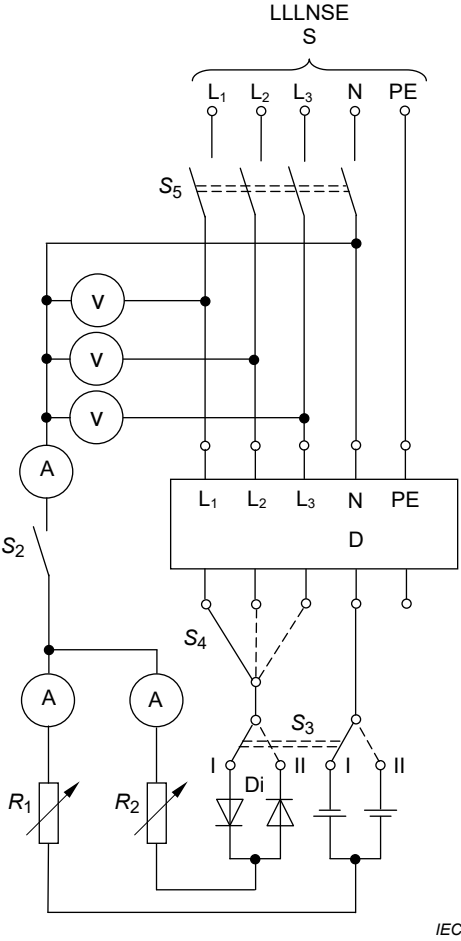 LLLNSE
S
L1 L2 L3 N PE
S5
V
V
V
A
L1 L2 L3 N PE
D
S2
S4
A A
S3
I II I II
Di
R1 R2
IEC